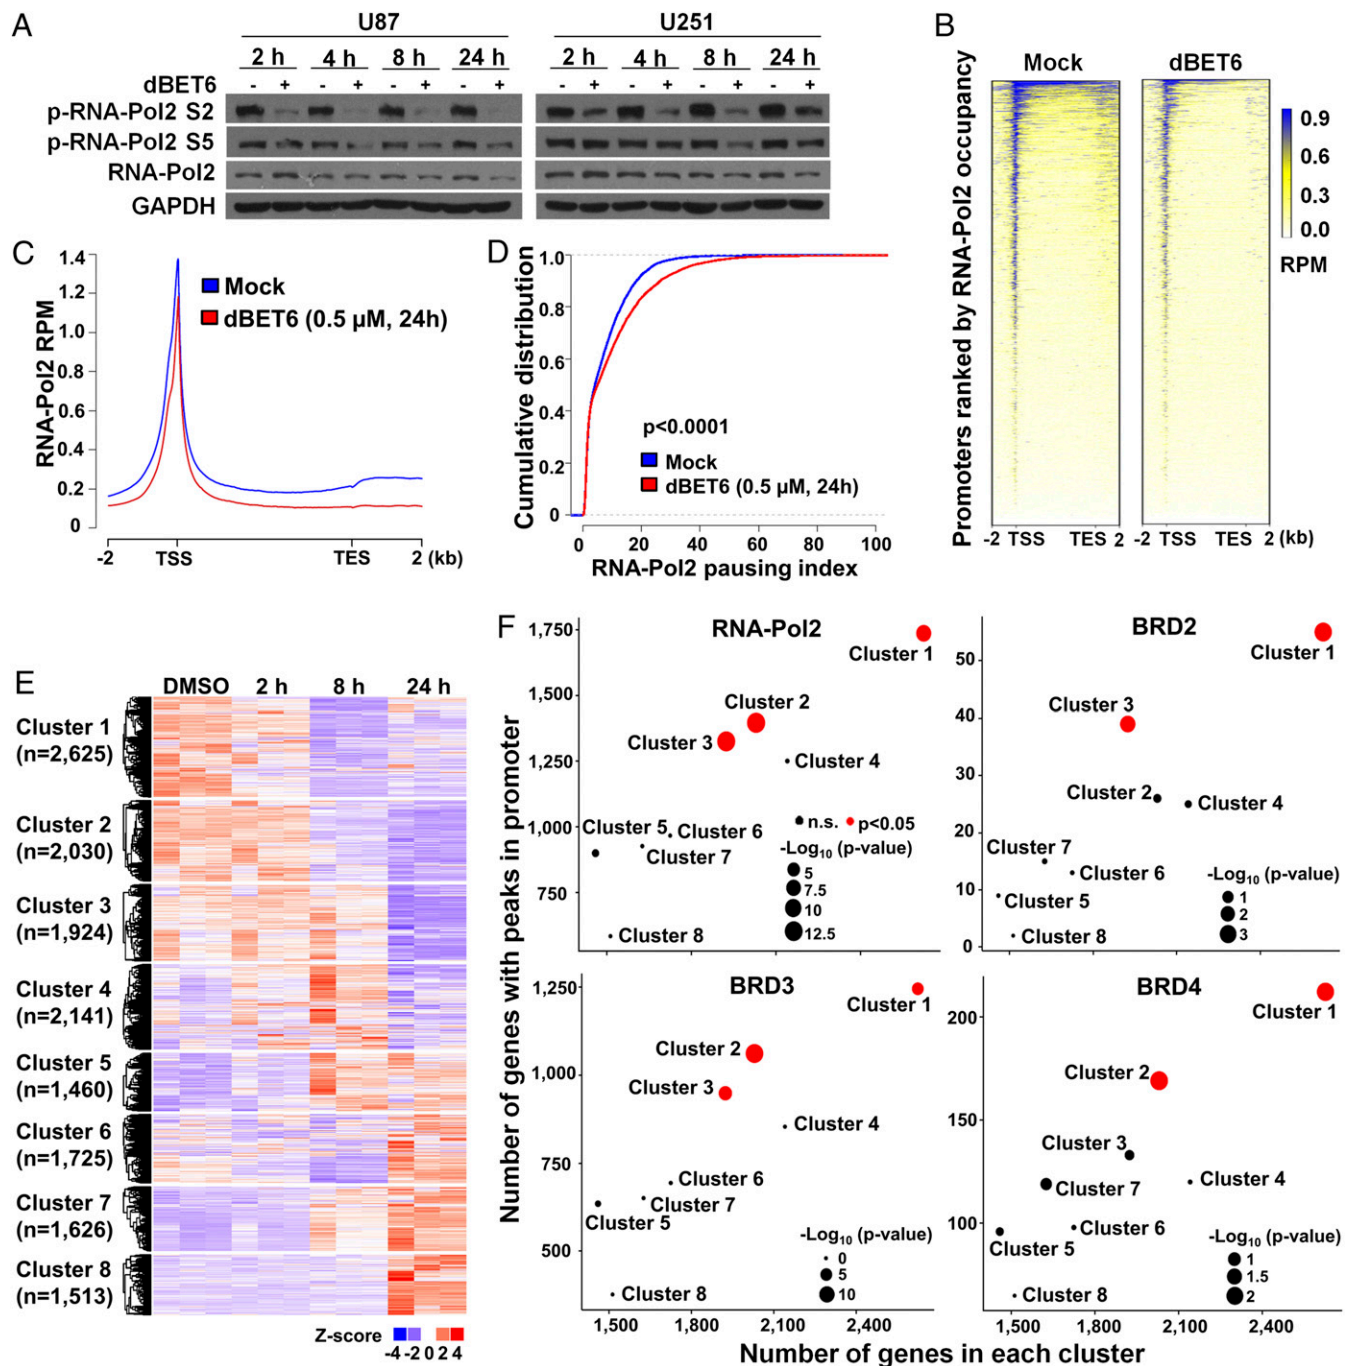 A
U87
U251
2 h 4 h 8 h 24 h 2 h 4 h 8 h 24 h
dBET6 - + - + - + - + - + - + - + - +
p-RNA-Pol2 S2
p-RNA-Pol2 S5
RNA-Pol2
GAPDH
B
Mock dBET6
Promoters ranked by RNA-Pol2 occupancy
0.9
0.6
0.3
0.0
RPM
-2 TSS TES 2 -2 TSS TES 2 (kb)
C
RNA-Pol2 RPM
1.4
1.2
1.0
0.8
0.6
0.4
0.2
0
Mock
dBET6 (0.5 µM, 24h)
-2 TSS TES 2 (kb)
D
Cumulative distribution
1.0
0.8
0.6
0.4
0.2
0
p<0.0001
Mock
dBET6 (0.5 µM, 24h)
0 20 40 60 80 100
RNA-Pol2 pausing index
E
DMSO 2 h 8 h 24 h
Cluster 1
(n=2,625)
Cluster 2
(n=2,030)
Cluster 3
(n=1,924)
Cluster 4
(n=2,141)
Cluster 5
(n=1,460)
Cluster 6
(n=1,725)
Cluster 7
(n=1,626)
Cluster 8
(n=1,513)
Z-score
-4 -2 0 2 4
F
Number of genes with peaks in promoter
RNA-Pol2
1,750
1,500
1,250
1,000
750
Cluster 1
Cluster 2
Cluster 3
Cluster 4
Cluster 5
Cluster 6
Cluster 7
Cluster 8
n.s. p<0.05
-Log10 (p-value)
5
7.5
10
12.5
BRD2
50
40
30
20
10
0
Cluster 1
Cluster 3
Cluster 2
Cluster 4
Cluster 7
Cluster 6
Cluster 5
Cluster 8
-Log10 (p-value)
1
2
3
BRD3
1,250
1,000
750
500
Cluster 1
Cluster 2
Cluster 3
Cluster 4
Cluster 6
Cluster 7
Cluster 5
Cluster 8
-Log10 (p-value)
0
5
10
1,500 1,800 2,100 2,400
BRD4
200
150
100
Cluster 1
Cluster 2
Cluster 3
Cluster 4
Cluster 7
Cluster 6
Cluster 5
Cluster 8
-Log10 (p-value)
1
1.5
2
1,500 1,800 2,100 2,400
Number of genes in each cluster